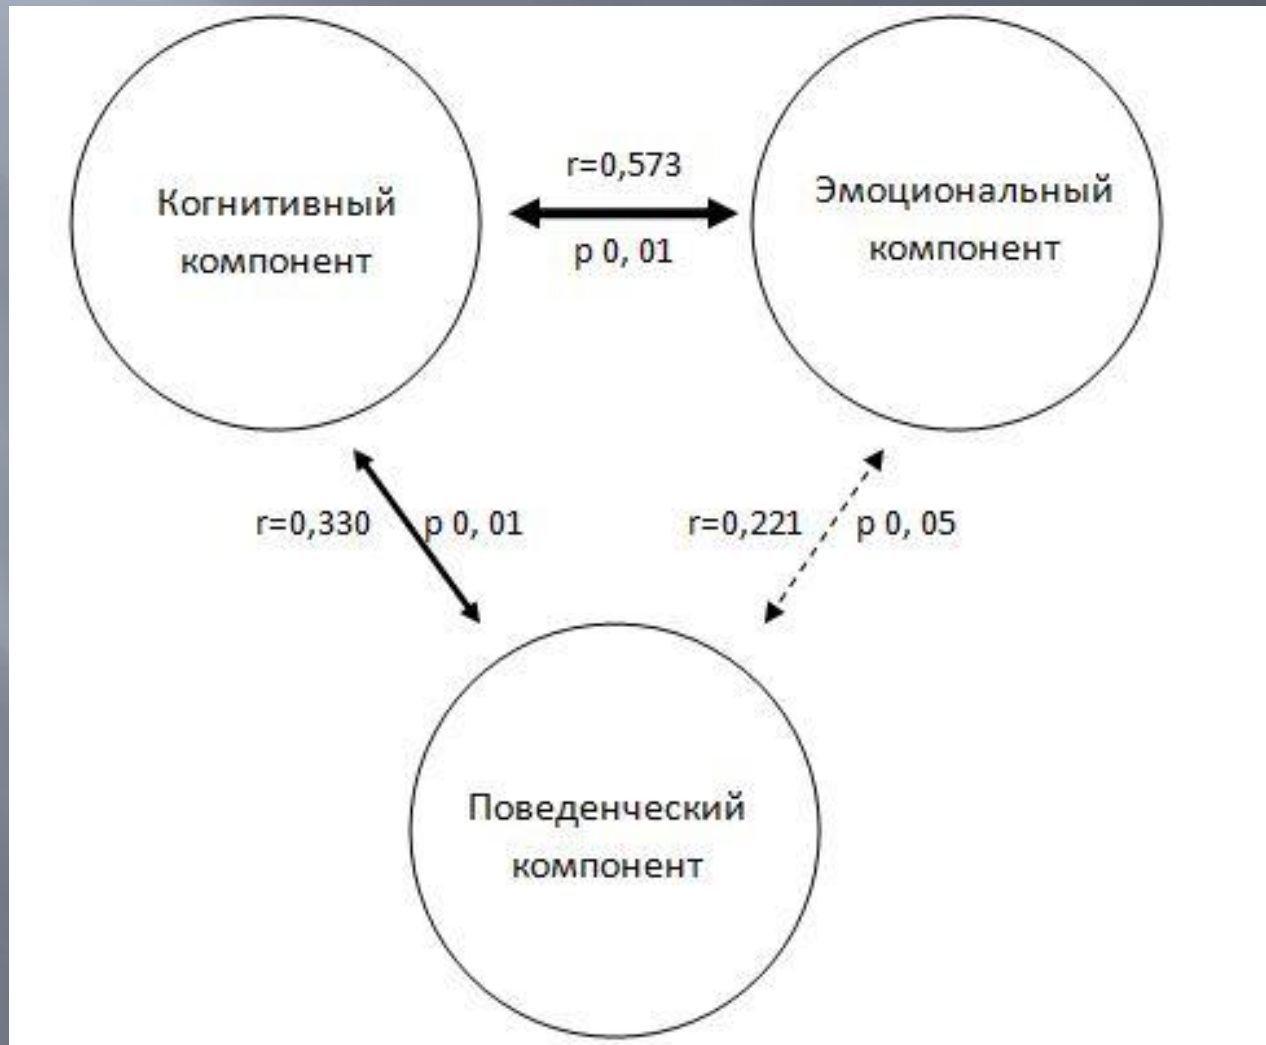 Когнитивный
компонент
r=0,573
p 0, 01
Эмоциональный
компонент
r=0,330
p 0, 01
r=0,221
p 0, 05
Поведенческий
компонент